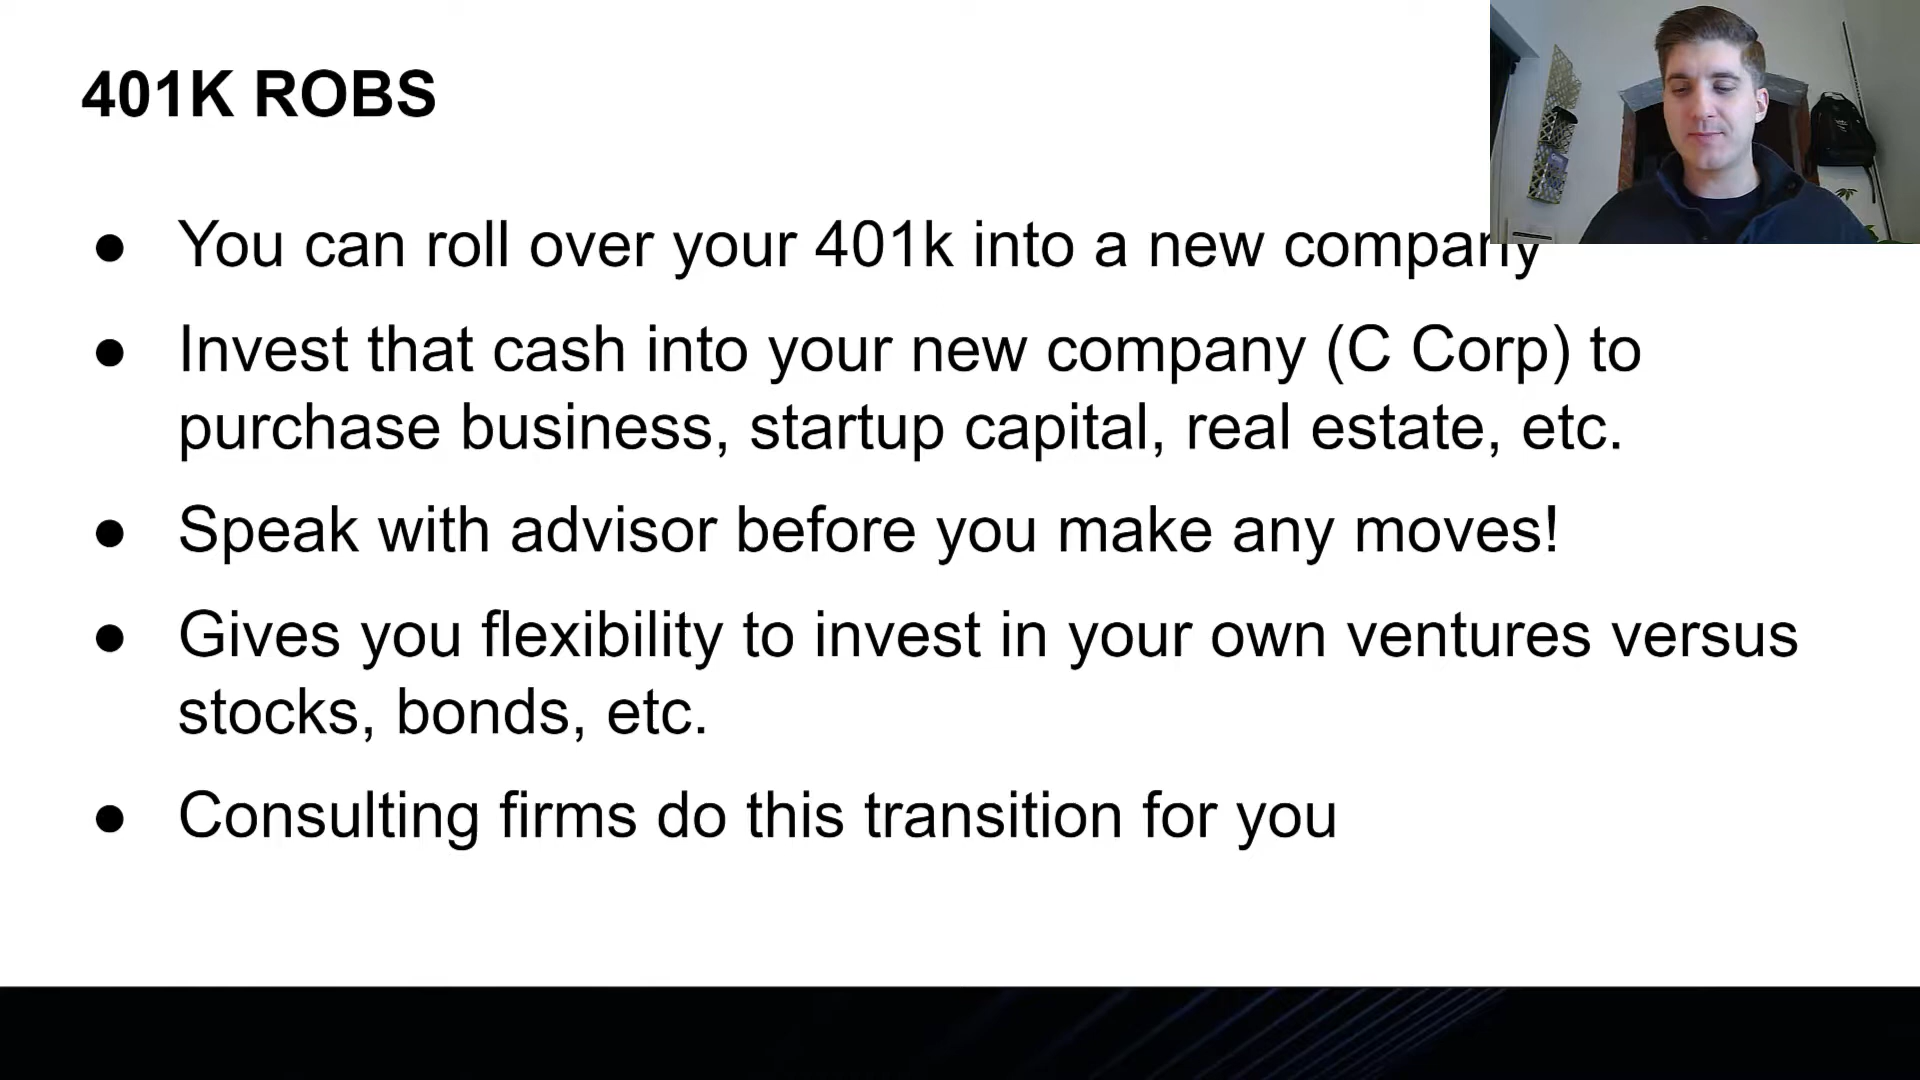 401K ROBS
● You can roll over your 401k into a new company
● Invest that cash into your new company (C Corp) to
purchase business, startup capital, real estate, etc.
● Speak with advisor before you make any moves!
● Gives you flexibility to invest in your own ventures versus
stocks, bonds, etc.
● Consulting firms do this transition for you